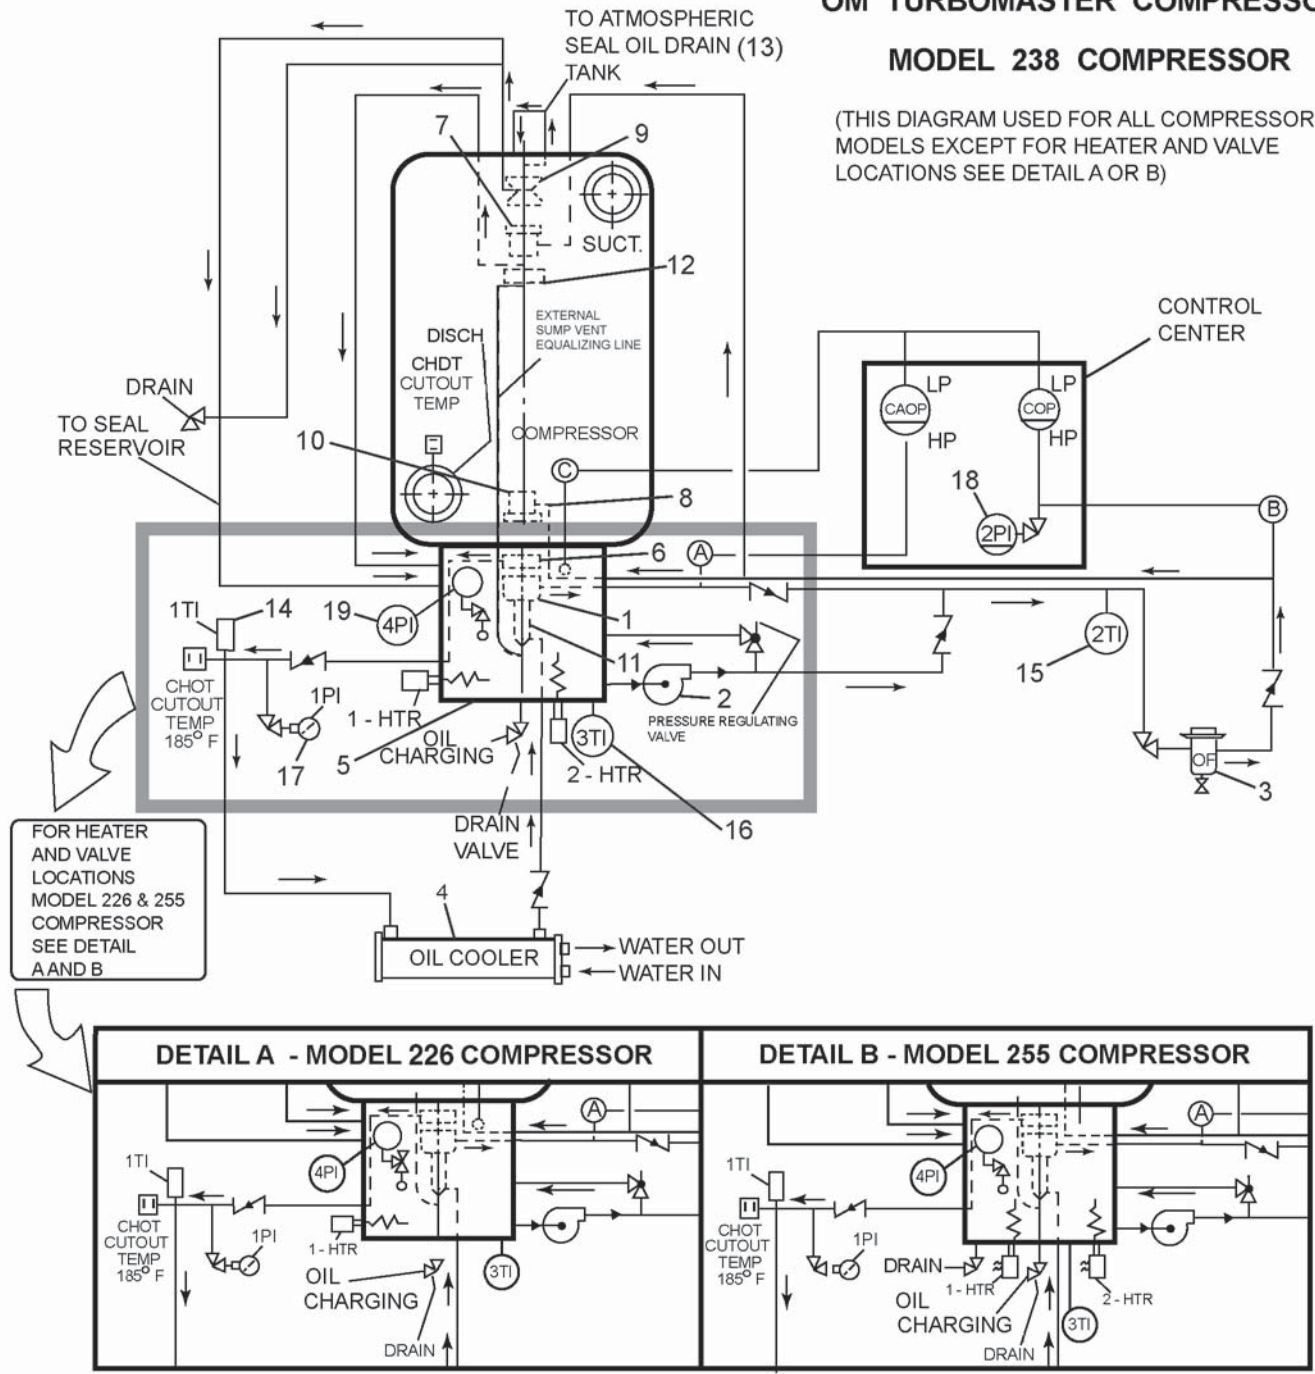 OM TURBOMASTER COMPRESSO
MODEL 238 COMPRESSOR
(THIS DIAGRAM USED FOR ALL COMPRESSOR
MODELS EXCEPT FOR HEATER AND VALVE
LOCATIONS SEE DETAIL A OR B)
TO ATMOSPHERIC
SEAL OIL DRAIN (13)
TANK
7
9
SUCT.
12
EXTERNAL
SUMP VENT
EQUALIZING LINE
DISCH
CHDT
CUTOUT
TEMP
COMPRESSOR
CONTROL
CENTER
LP
CAOP
HP
LP
COP
HP
18
2PI
DRAIN
TO SEAL
RESERVOIR
10
C
8
B
6
A
1TI
14
19
4PI
1
11
2
PRESSURE REGULATING
VALVE
15
2TI
CHOT
CUTOUT
TEMP
185° F
1PI
17
1 - HTR
5
OIL
CHARGING
3TI
2 - HTR
16
OF
3
DRAIN
VALVE
FOR HEATER
AND VALVE
LOCATIONS
MODEL 226 & 255
COMPRESSOR
SEE DETAIL
A AND B
4
OIL COOLER
WATER OUT
WATER IN
DETAIL A - MODEL 226 COMPRESSOR
A
1TI
4PI
CHOT
CUTOUT
TEMP
185° F
1PI
1 - HTR
OIL
CHARGING
3TI
DRAIN
DETAIL B - MODEL 255 COMPRESSOR
A
1TI
4PI
CHOT
CUTOUT
TEMP
185° F
1PI
DRAIN
1 - HTR
2 - HTR
OIL
CHARGING
3TI
DRAIN